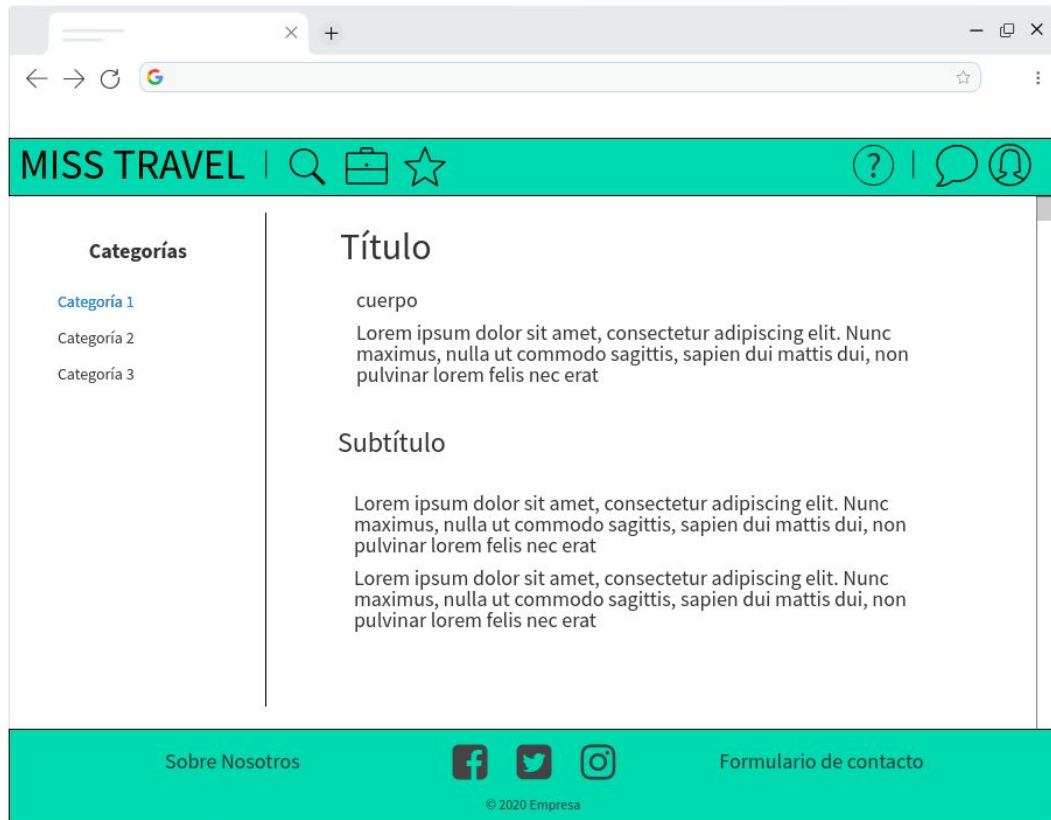 MISS TRAVEL
?
Categorías
Categoría 1
Categoría 2
Categoría 3
Título
cuerpo
Lorem ipsum dolor sit amet, consectetur adipiscing elit. Nunc
maximus, nulla ut commodo sagittis, sapien dui mattis dui, non
pulvinar lorem felis nec erat
Subtítulo
Lorem ipsum dolor sit amet, consectetur adipiscing elit. Nunc
maximus, nulla ut commodo sagittis, sapien dui mattis dui, non
pulvinar lorem felis nec erat
Lorem ipsum dolor sit amet, consectetur adipiscing elit. Nunc
maximus, nulla ut commodo sagittis, sapien dui mattis dui, non
pulvinar lorem felis nec erat
Sobre Nosotros
Formulario de contacto
© 2020 Empresa